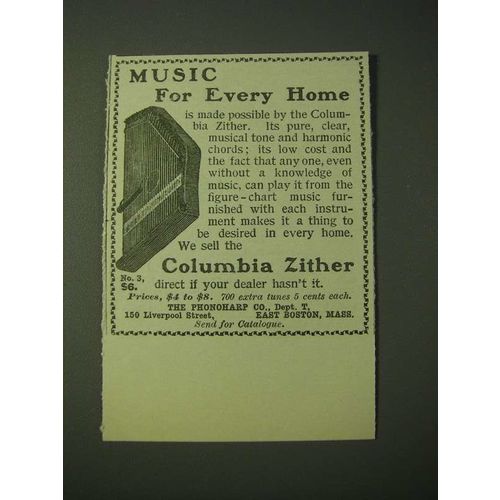 MUSIC
For Every Home
is made possible by the Colum-
bia Zither. Its pure, clear,
musical tone and harmonic
chords; its low cost and
the fact that any one, even
without a knowledge of
music, can play it from the
figure-chart music fur-
nished with each instru-
ment makes it a thing to
be desired in every home.
We sell the
Columbia Zither
No. 3,
$6.
direct if your dealer hasn't it.
Prices, $4 to $8. 700 extra tunes 5 cents each.
THE PHONOHARP CO., Dept. T.
150 Liverpool Street, EAST BOSTON, MASS.
Send for Catalogue.